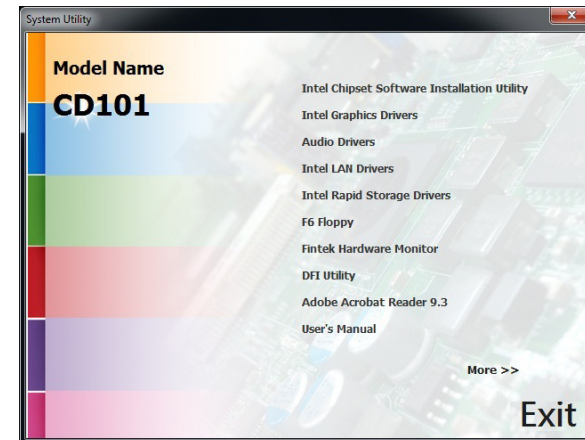 System Utility
Model Name
CD101
Intel Chipset Software Installation Utility
Intel Graphics Drivers
Audio Drivers
Intel LAN Drivers
Intel Rapid Storage Drivers
F6 Floppy
Fintek Hardware Monitor
DFI Utility
Adobe Acrobat Reader 9.3
User's Manual
More >>
Exit